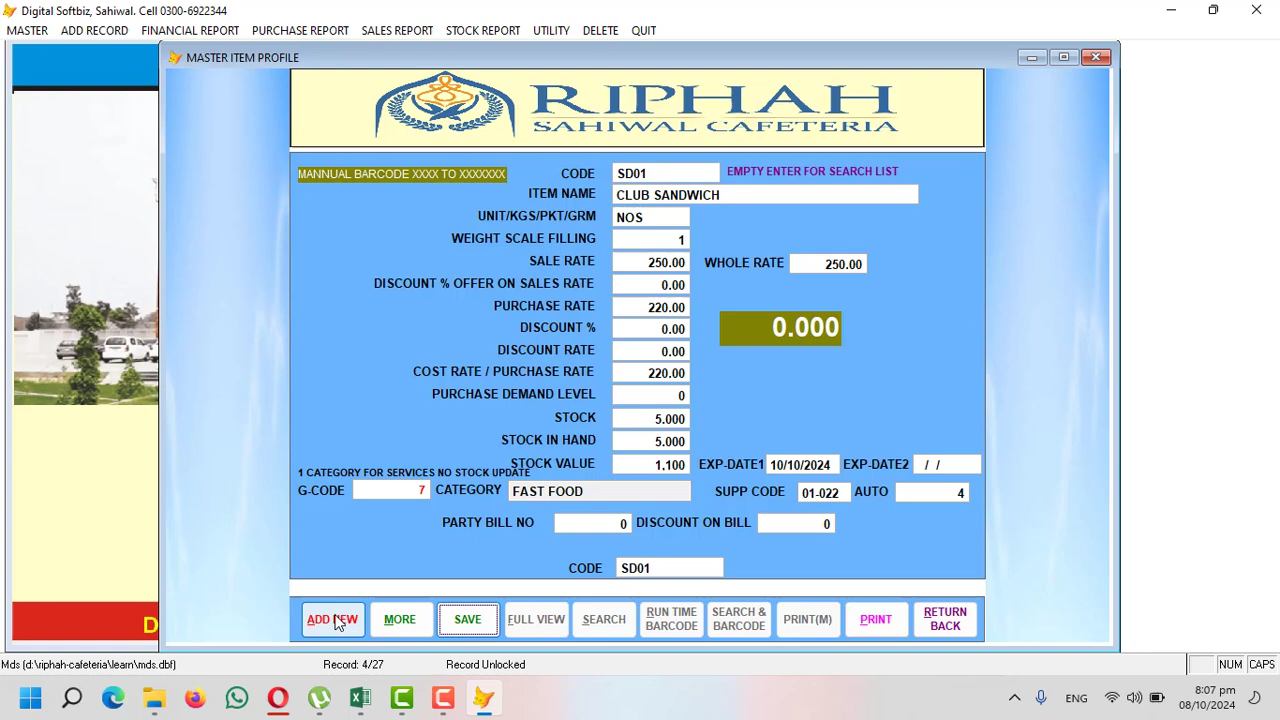 Digital Softbiz, Sahiwal. Cell 0300-6922344
MASTER ADD RECORD FINANCIAL REPORT PURCHASE REPORT SALES REPORT STOCK REPORT UTILITY DELETE QUIT
MASTER ITEM PROFILE
RIPHAH
SAHIWAL CAFETERIA
MANNUAL BARCODE XXXX TO XXXXXXX CODE SD01 EMPTY ENTER FOR SEARCH LIST
ITEM NAME CLUB SANDWICH
UNIT/KGS/PKT/GRM NOS
WEIGHT SCALE FILLING 1
SALE RATE 250.00 WHOLE RATE 250.00
DISCOUNT % OFFER ON SALES RATE 0.00
PURCHASE RATE 220.00
DISCOUNT % 0.00 0.000
DISCOUNT RATE 0.00
COST RATE / PURCHASE RATE 220.00
PURCHASE DEMAND LEVEL 0
STOCK 5.000
STOCK IN HAND 5.000
STOCK VALUE 1,100 EXP-DATE1 10/10/2024 EXP-DATE2 / /
1 CATEGORY FOR SERVICES NO STOCK UPDATE
G-CODE 7 CATEGORY FAST FOOD SUPP CODE 01-022 AUTO 4
PARTY BILL NO 0 DISCOUNT ON BILL 0
CODE SD01
ADD NEW MORE SAVE FULL VIEW SEARCH RUN TIME BARCODE SEARCH & BARCODE PRINT(M) PRINT RETURN BACK
D
Mds (d:\riphah-cafeteria\learn\mds.dbf) Record: 4/27 Record Unlocked NUM CAPS
ENG 8:07 pm
08/10/2024